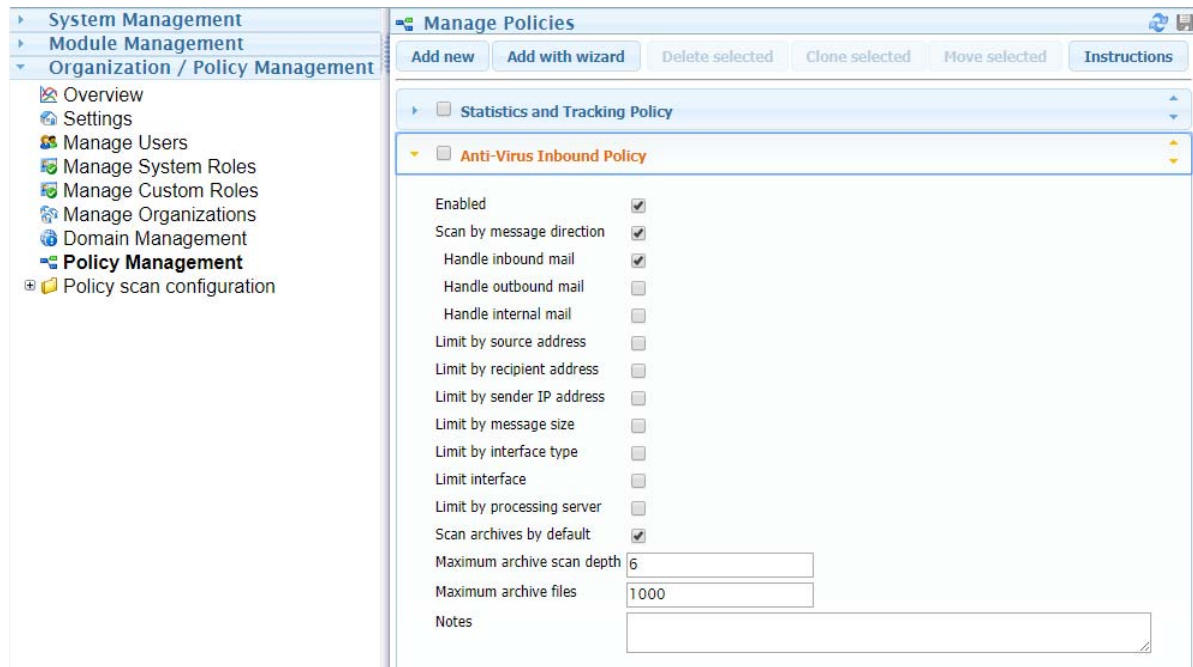 System Management
Module Management
Organization / Policy Management
Overview
Settings
Manage Users
Manage System Roles
Manage Custom Roles
Manage Organizations
Domain Management
Policy Management
Policy scan configuration
Manage Policies
Add new Add with wizard Delete selected Clone selected Move selected Instructions
Statistics and Tracking Policy
Anti-Virus Inbound Policy
Enabled
Scan by message direction
Handle inbound mail
Handle outbound mail
Handle internal mail
Limit by source address
Limit by recipient address
Limit by sender IP address
Limit by message size
Limit by interface type
Limit interface
Limit by processing server
Scan archives by default
Maximum archive scan depth 6
Maximum archive files 1000
Notes